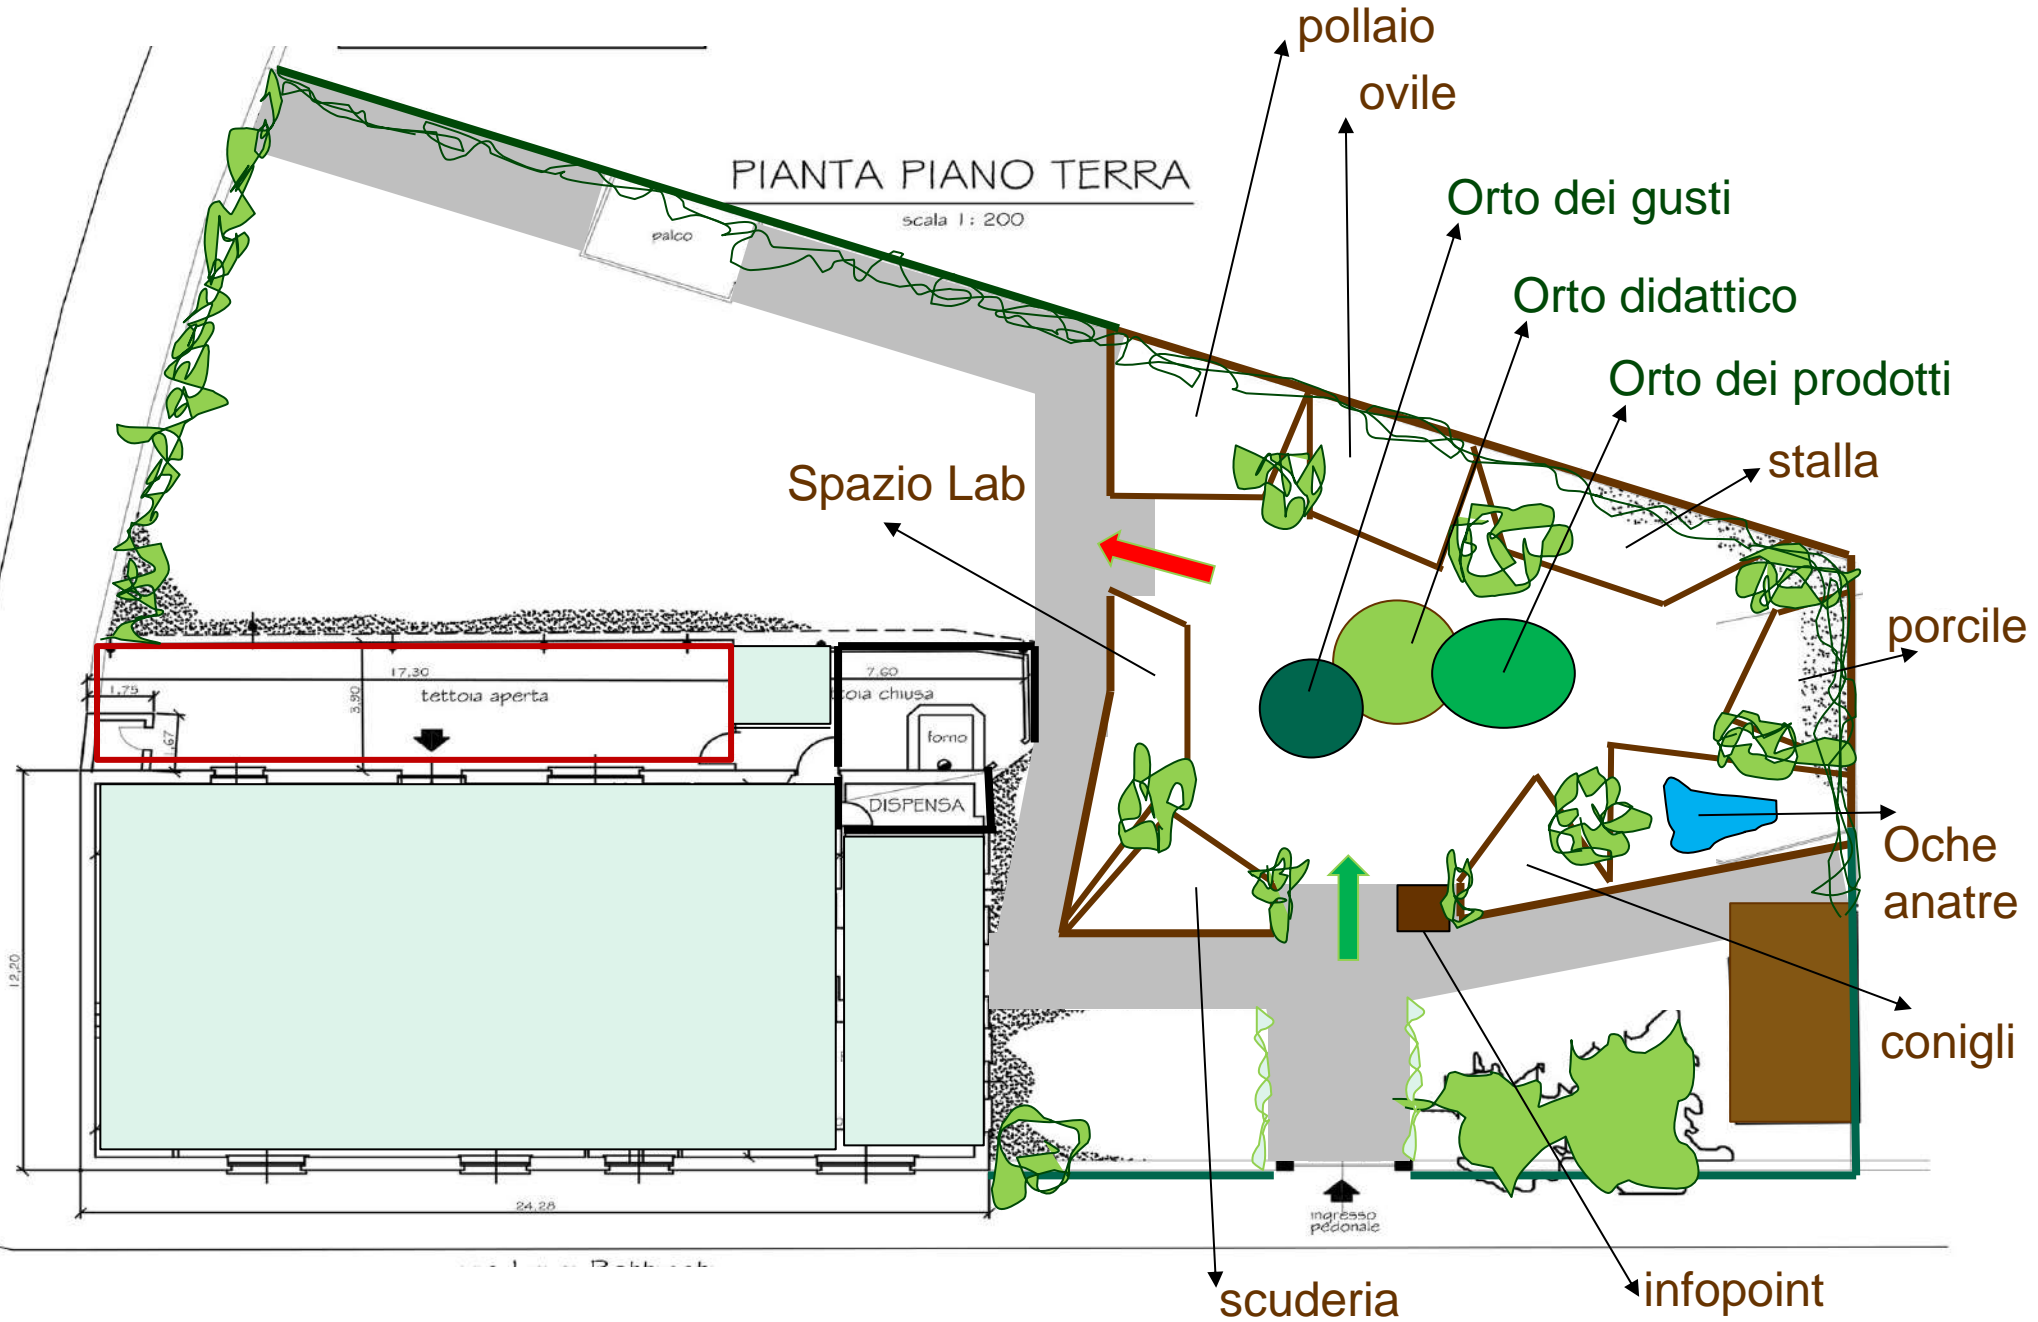 pollaio
ovile
PIANTA PIANO TERRA
scala 1: 200
Orto dei gusti
palco
Orto didattico
Orto dei prodotti
stalla
Spazio Lab
porcile
17,30
7,60
1,75
tettoia aperta
toia chiusa
3,90
1,67
forno
DISPENSA
Oche
anatre
12,20
conigli
24,28
ingresso
pedonale
infopoint
scuderia